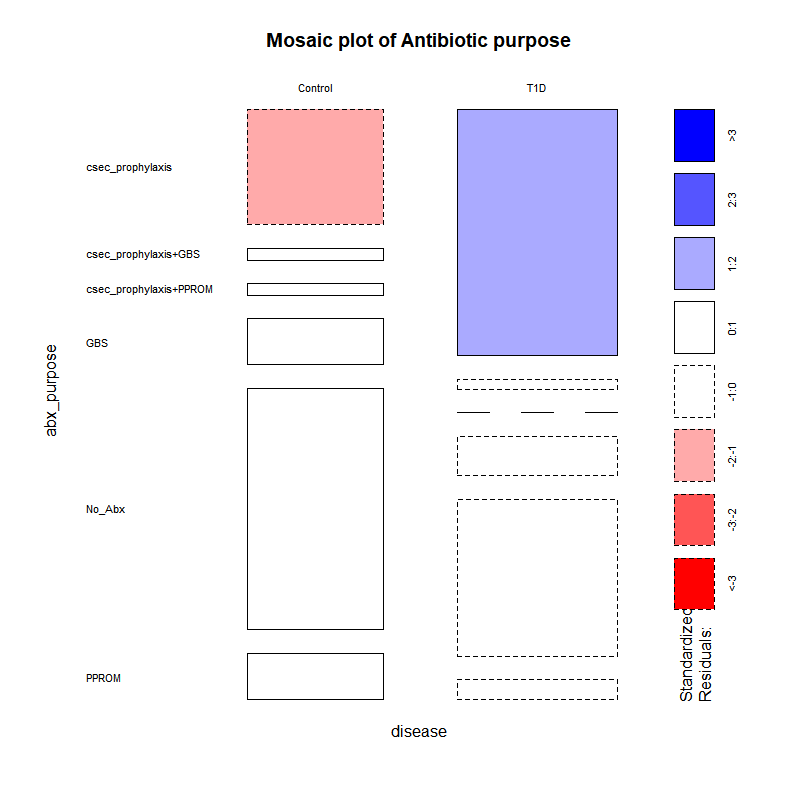 Mosaic plot of Antibiotic purpose
Control
T1D
csec_prophylaxis
csec_prophylaxis+GBS
csec_prophylaxis+PPROM
GBS
No_Abx
PPROM
abx_purpose
disease
>3
2:3
1:2
0:1
-1:0
-2:-1
-3:-2
<-3
Standardized
Residuals: